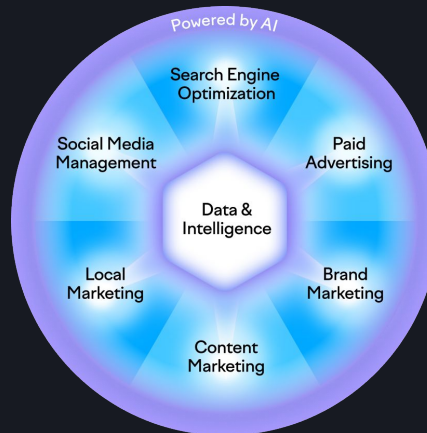 Powered by AI
Search Engine
Optimization
Social Media
Management
Paid
Advertising
Data &
Intelligence
Local
Marketing
Brand
Marketing
Content
Marketing